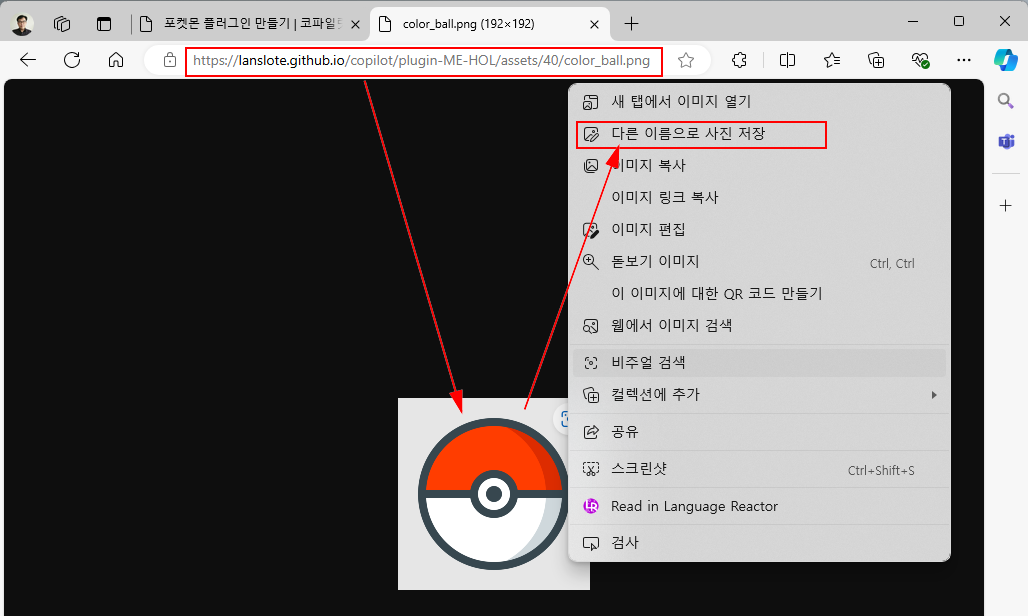 포켓몬 플러그인 만들기 | 코파일
color_ball.png (192×192)
https://lanslote.github.io/copilot/plugin-ME-HOL/assets/40/color_ball.png
새 탭에서 이미지 열기
다른 이름으로 사진 저장
이미지 복사
이미지 링크 복사
이미지 편집
돋보기 이미지 Ctrl, Ctrl
이 이미지에 대한 QR 코드 만들기
웹에서 이미지 검색
비주얼 검색
컬렉션에 추가
공유
스크린샷 Ctrl+Shift+S
Read in Language Reactor
검사